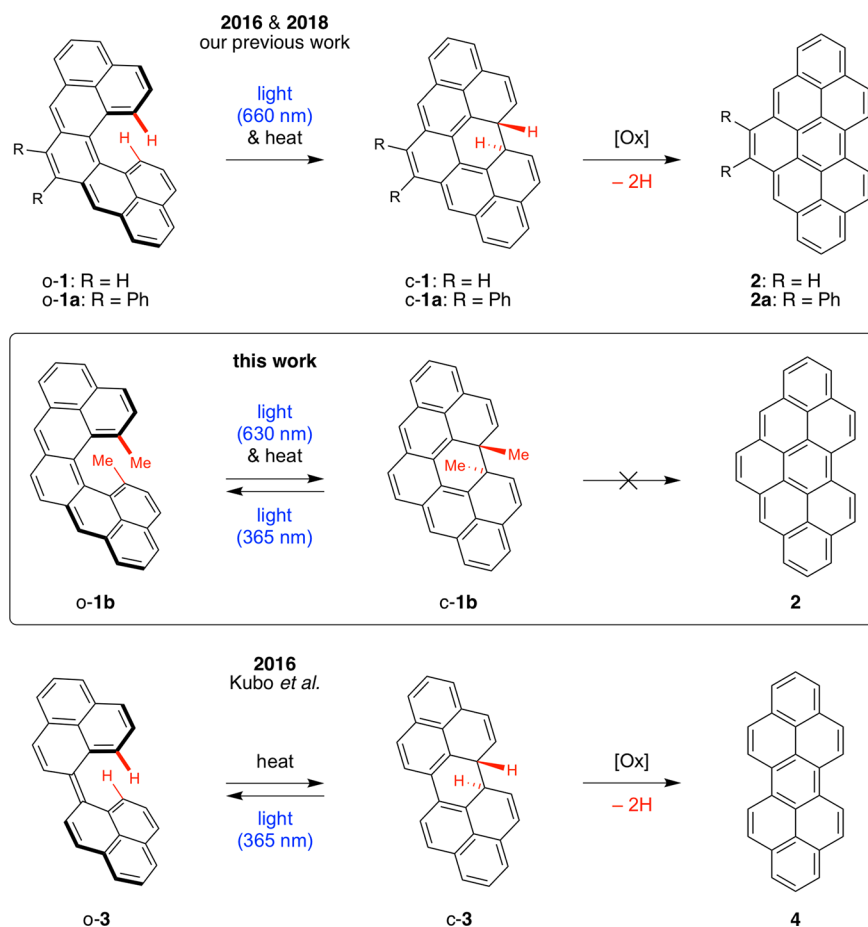 2016 & 2018
our previous work
light
(660 nm)
& heat
[Ox]
– 2H
H
H
R
R
H
H
R
R
R
R
o-1: R = H
o-1a: R = Ph
c-1: R = H
c-1a: R = Ph
2: R = H
2a: R = Ph
this work
light
(630 nm)
& heat
light
(365 nm)
Me
Me
Me
Me
o-1b
c-1b
2
2016
Kubo et al.
heat
light
(365 nm)
[Ox]
– 2H
H
H
H
H
o-3
c-3
4